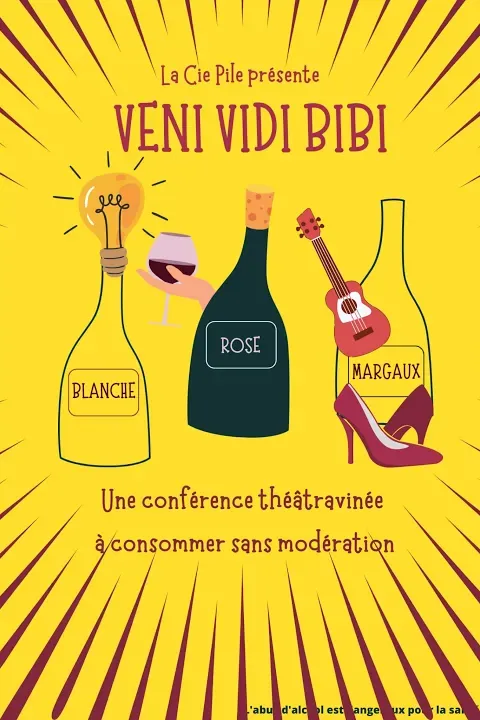 La Cie Pile présente
VENI VIDI BIBI
BLANCHE
ROSE
MARGAUX
Une conférence théâtravinée
à consommer sans modération
L'abus d'alcool est dangereux pour la